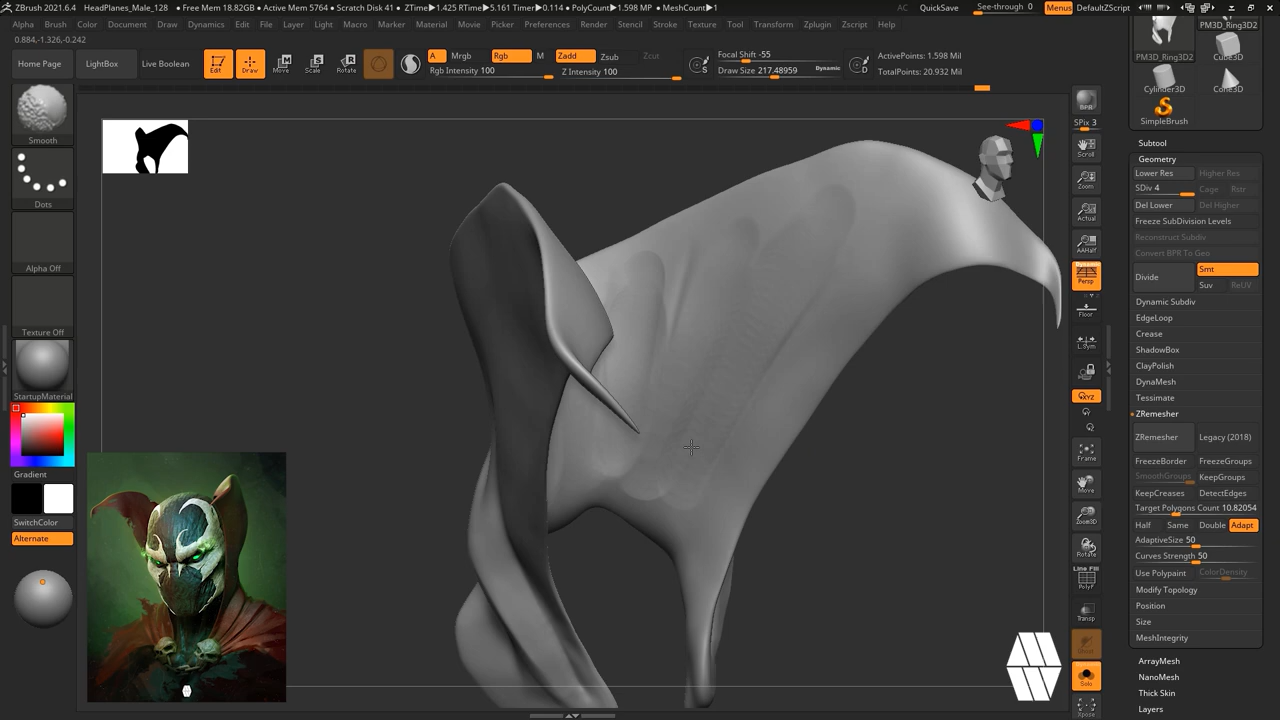 ZBrush 2021.6.4 HeadPlanes_Male_128 • Free Mem 18.82GB • Active Mem 5764 • Scratch Disk 41 • ZTime▶1.425 RTime▶5.161 Timer▶0.114 • PolyCount▶1.598 MP • MeshCount▶1 AC QuickSave See-through 0 Menus DefaultZScript
Alpha Brush Color Document Draw Dynamics Edit File Layer Light Macro Marker Material Movie Picker Preferences Render Stencil Stroke Texture Tool Transform Zplugin Zscript Help
0.884,-1.326,-0.242
Home Page LightBox Live Boolean Edit Draw Move Scale Rotate
A Mrgb Rgb M Zadd Zsub Zcut
Rgb Intensity 100 Z Intensity 100
S Focal Shift -55
Draw Size 217.48959 Dynamic
D ActivePoints: 1.598 Mil
TotalPoints: 20.932 Mil
Smooth
Dots
Alpha Off
Texture Off
StartupMaterial
Gradient
SwitchColor
Alternate
BPR
SPix 3
Scroll
Zoom
Actual
AAHalf
Dynamic
Persp
Floor
L.Sym
XYZ
Frame
Move
Zoom3D
Rotate
Line Fill
PolyF
Transp
Solo
Xpose
PM3D_Ring3D2
PM3D_Ring3D2 Cube3D
Cylinder3D Cone3D
SimpleBrush
Subtool
Geometry
Lower Res Higher Res
SDiv 4 Cage Rstr
Del Lower Del Higher
Freeze SubDivision Levels
Reconstruct Subdiv
Convert BPR To Geo
Divide Smt
Suv ReUV
Dynamic Subdiv
EdgeLoop
Crease
ShadowBox
ClayPolish
DynaMesh
Tessimate
ZRemesher
ZRemesher Legacy (2018)
FreezeBorder FreezeGroups
SmoothGroups KeepGroups
KeepCreases DetectEdges
Target Polygons Count 10.82054
Half Same Double Adapt
AdaptiveSize 50
Curves Strength 50
Use Polypaint ColorDensity
Modify Topology
Position
Size
MeshIntegrity
ArrayMesh
NanoMesh
Thick Skin
Layers